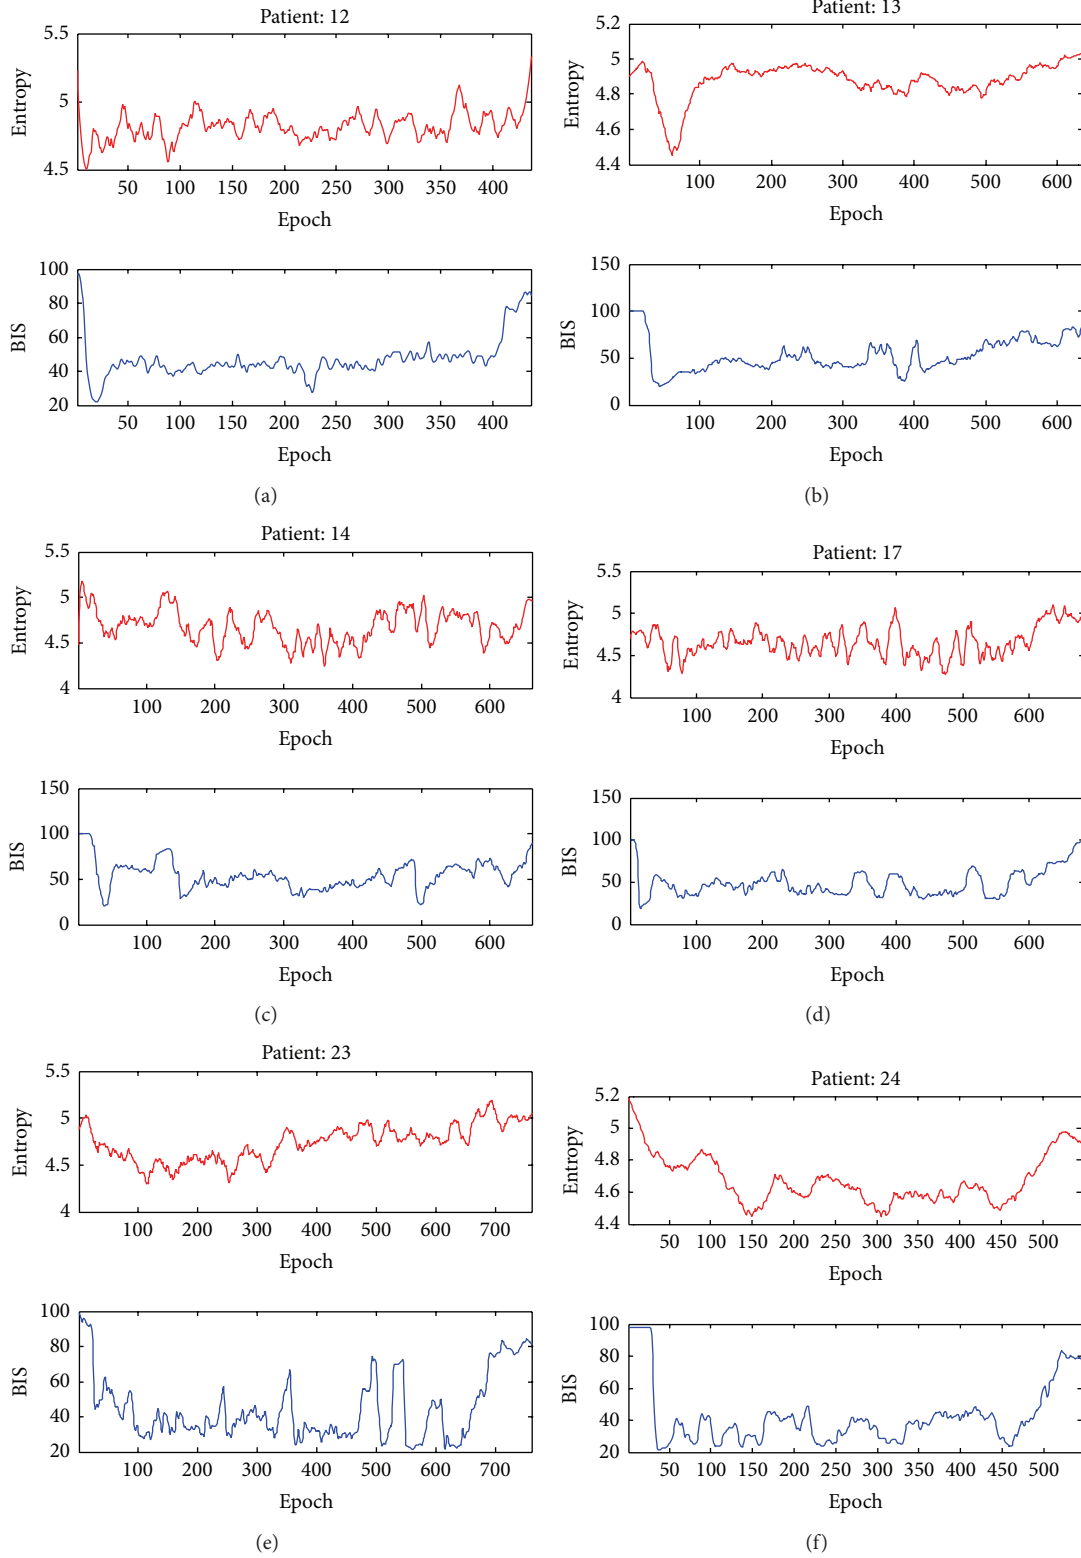 Patient: 12
5.5
5
4.5
Entropy
50 100 150 200 250 300 350 400
Epoch
100
80
60
40
20
BIS
50 100 150 200 250 300 350 400
Epoch
(a)
Patient: 13
5.2
5
4.8
4.6
4.4
Entropy
100 200 300 400 500 600
Epoch
150
100
50
0
BIS
100 200 300 400 500 600
Epoch
(b)
Patient: 14
5.5
5
4.5
4
Entropy
100 200 300 400 500 600
Epoch
150
100
50
0
BIS
100 200 300 400 500 600
Epoch
(c)
Patient: 17
5.5
5
4.5
4
Entropy
100 200 300 400 500 600
Epoch
150
100
50
0
BIS
100 200 300 400 500 600
Epoch
(d)
Patient: 23
5.5
5
4.5
4
Entropy
100 200 300 400 500 600 700
Epoch
100
80
60
40
20
BIS
100 200 300 400 500 600 700
Epoch
(e)
Patient: 24
5.2
5
4.8
4.6
4.4
Entropy
50 100 150 200 250 300 350 400 450 500
Epoch
100
80
60
40
20
BIS
50 100 150 200 250 300 350 400 450 500
Epoch
(f)